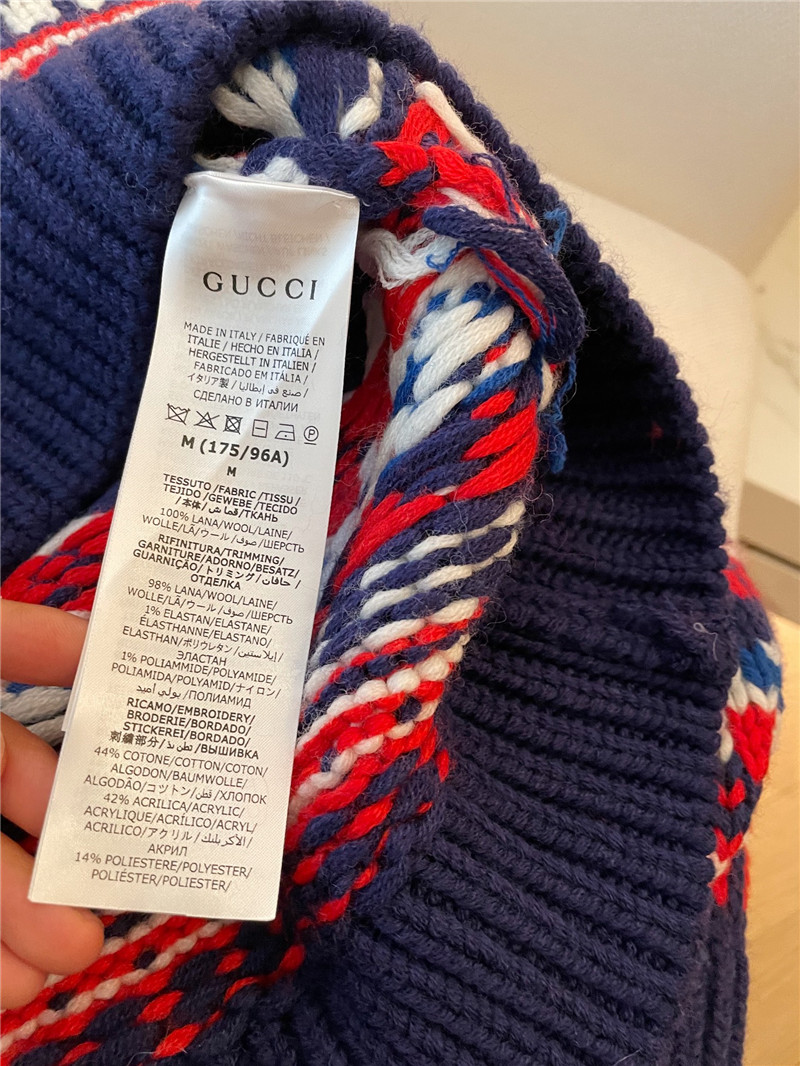 GUCCI
MADE IN ITALY / FABRIQUÉ EN
ITALIE / HECHO EN ITALIA /
HERGESTELLT IN ITALIEN /
FABRICADO EM ITÁLIA /
イタリア製 / صنع في إيطاليا /
СДЕЛАНО В ИТАЛИИ
M (175/96A)
M
TESSUTO/FABRIC/TISSU/
TEJIDO/GEWEBE/TECIDO
/本体/قماش/ТКАНЬ
100% LANA/WOOL/LAINE/
WOLLE/LÃ/ウール/صوف/ШЕРСТЬ
RIFINITURA/TRIMMING/
GARNITURE/ADORNO/BESATZ/
GUARNIÇÃO/トリミング/حافات/
ОТДЕЛКА
98% LANA/WOOL/LAINE/
WOLLE/LÃ/ウール/صوف/ШЕРСТЬ
1% ELASTAN/ELASTANE/
ÉLASTHANNE/ELASTANO/
ELASTHAN/ポリウレタン/إيلاستين/
ЭЛАСТАН
1% POLIAMMIDE/POLYAMIDE/
POLIAMIDA/POLYAMID/ナイロン/
بولي أميد/ПОЛИАМИД
RICAMO/EMBROIDERY/
BRODERIE/BORDADO/
STICKEREI/BORDADO/
刺繍部分/تطريز/ВЫШИВКА
44% COTONE/COTTON/COTON/
ALGODON/BAUMWOLLE/
ALGODÃO/コットン/قطن/ХЛОПОК
42% ACRILICA/ACRYLIC/
ACRYLIQUE/ACRÍLICO/ACRYL/
ACRILICO/アクリル/الأكريليك/
АКРИЛ
14% POLIESTERE/POLYESTER/
POLIÉSTER/POLYESTER/